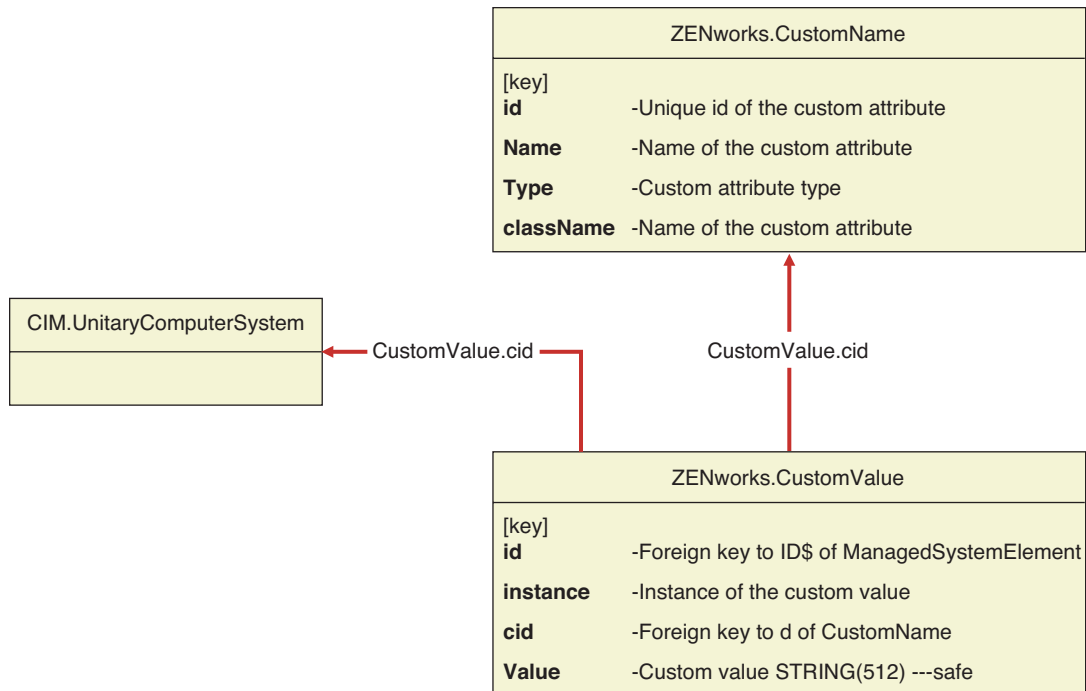 ZENworks.CustomName
[key]
id -Unique id of the custom attribute
Name -Name of the custom attribute
Type -Custom attribute type
className -Name of the custom attribute
CIM.UnitaryComputerSystem
CustomValue.cid
CustomValue.cid
ZENworks.CustomValue
[key]
id -Foreign key to ID$ of ManagedSystemElement
instance -Instance of the custom value
cid -Foreign key to d of CustomName
Value -Custom value STRING(512) ---safe